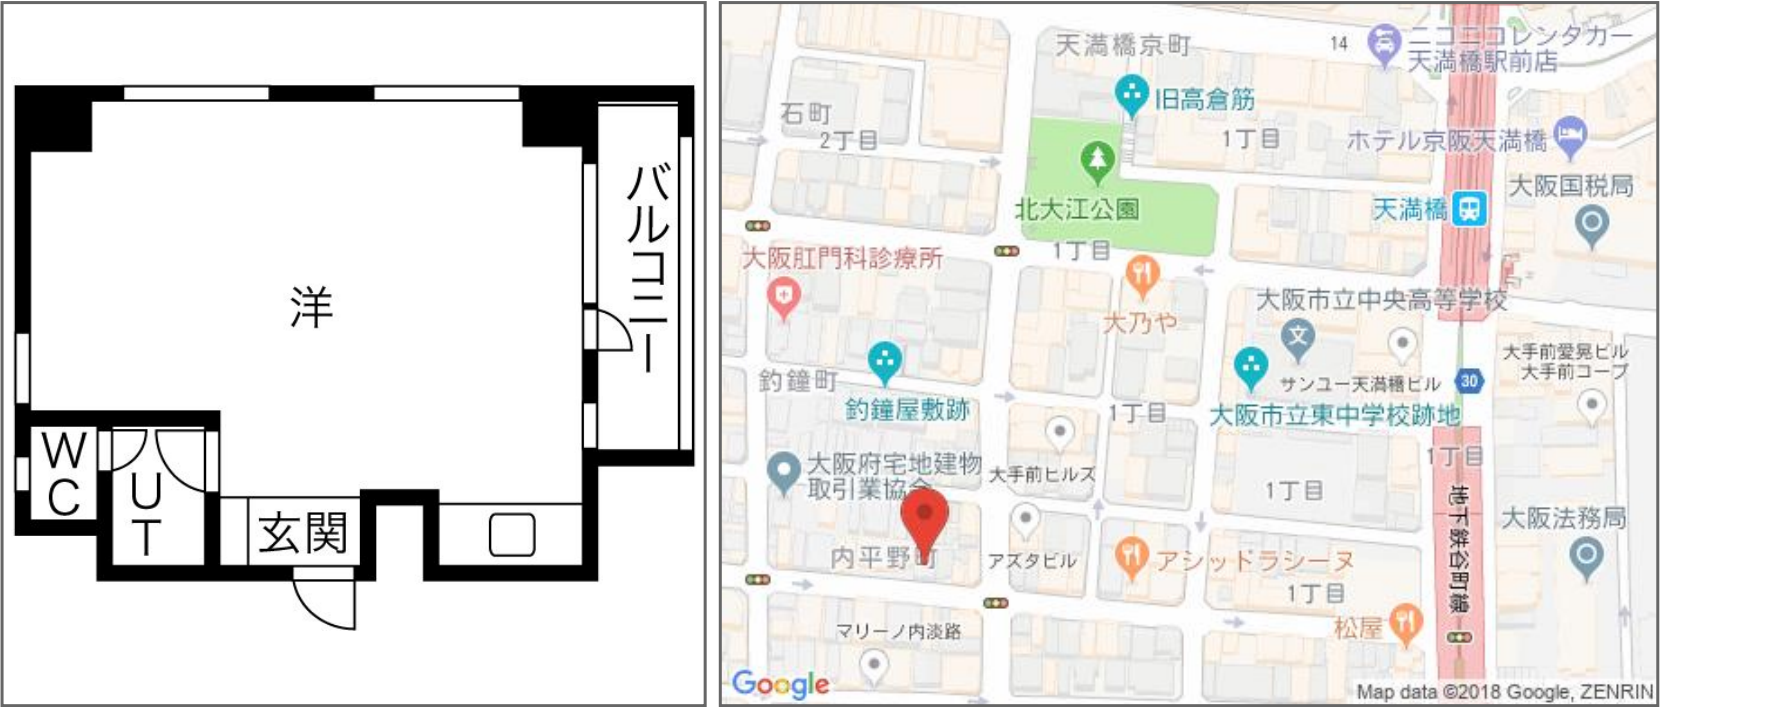 洋
バルコニー
WC
UT
玄関
天満橋京町
14
ニコニコレンタカー
天満橋駅前店
石町
2丁目
旧高倉筋
1丁目
ホテル京阪天満橋
大阪国税局
北大江公園
天満橋
1丁目
大阪肛門科診療所
大乃や
大阪市立中央高等学校
釣鐘町
釣鐘屋敷跡
サンユー天満橋ビル
30
大手前愛晃ビル
大手前コープ
1丁目
大阪市立東中学校跡地
大阪府宅地建物
取引業協会
大手前ヒルズ
1丁目
1丁目
地下鉄谷町線
大阪法務局
内平野町
アズタビル
アシッドラシーヌ
1丁目
マリーノ内淡路
松屋
Google
Map data ©2018 Google, ZENRIN